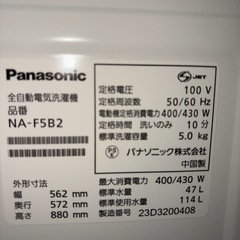 Panasonic
全自動電気洗濯機
品番
NA-F5B2
JET
定格電圧 100 V
定格周波数 50/60 Hz
電動機定格消費電力 400/430 W
定格洗い時間 10 分
標準洗濯容量 5.0 kg
パナソニック株式会社
中国製
外形寸法
幅 562 mm
奥行 572 mm
高さ 880 mm
最大消費電力 400/430 W
標準水量 47 L
標準使用水量 114 L
製造番号 23D3200408